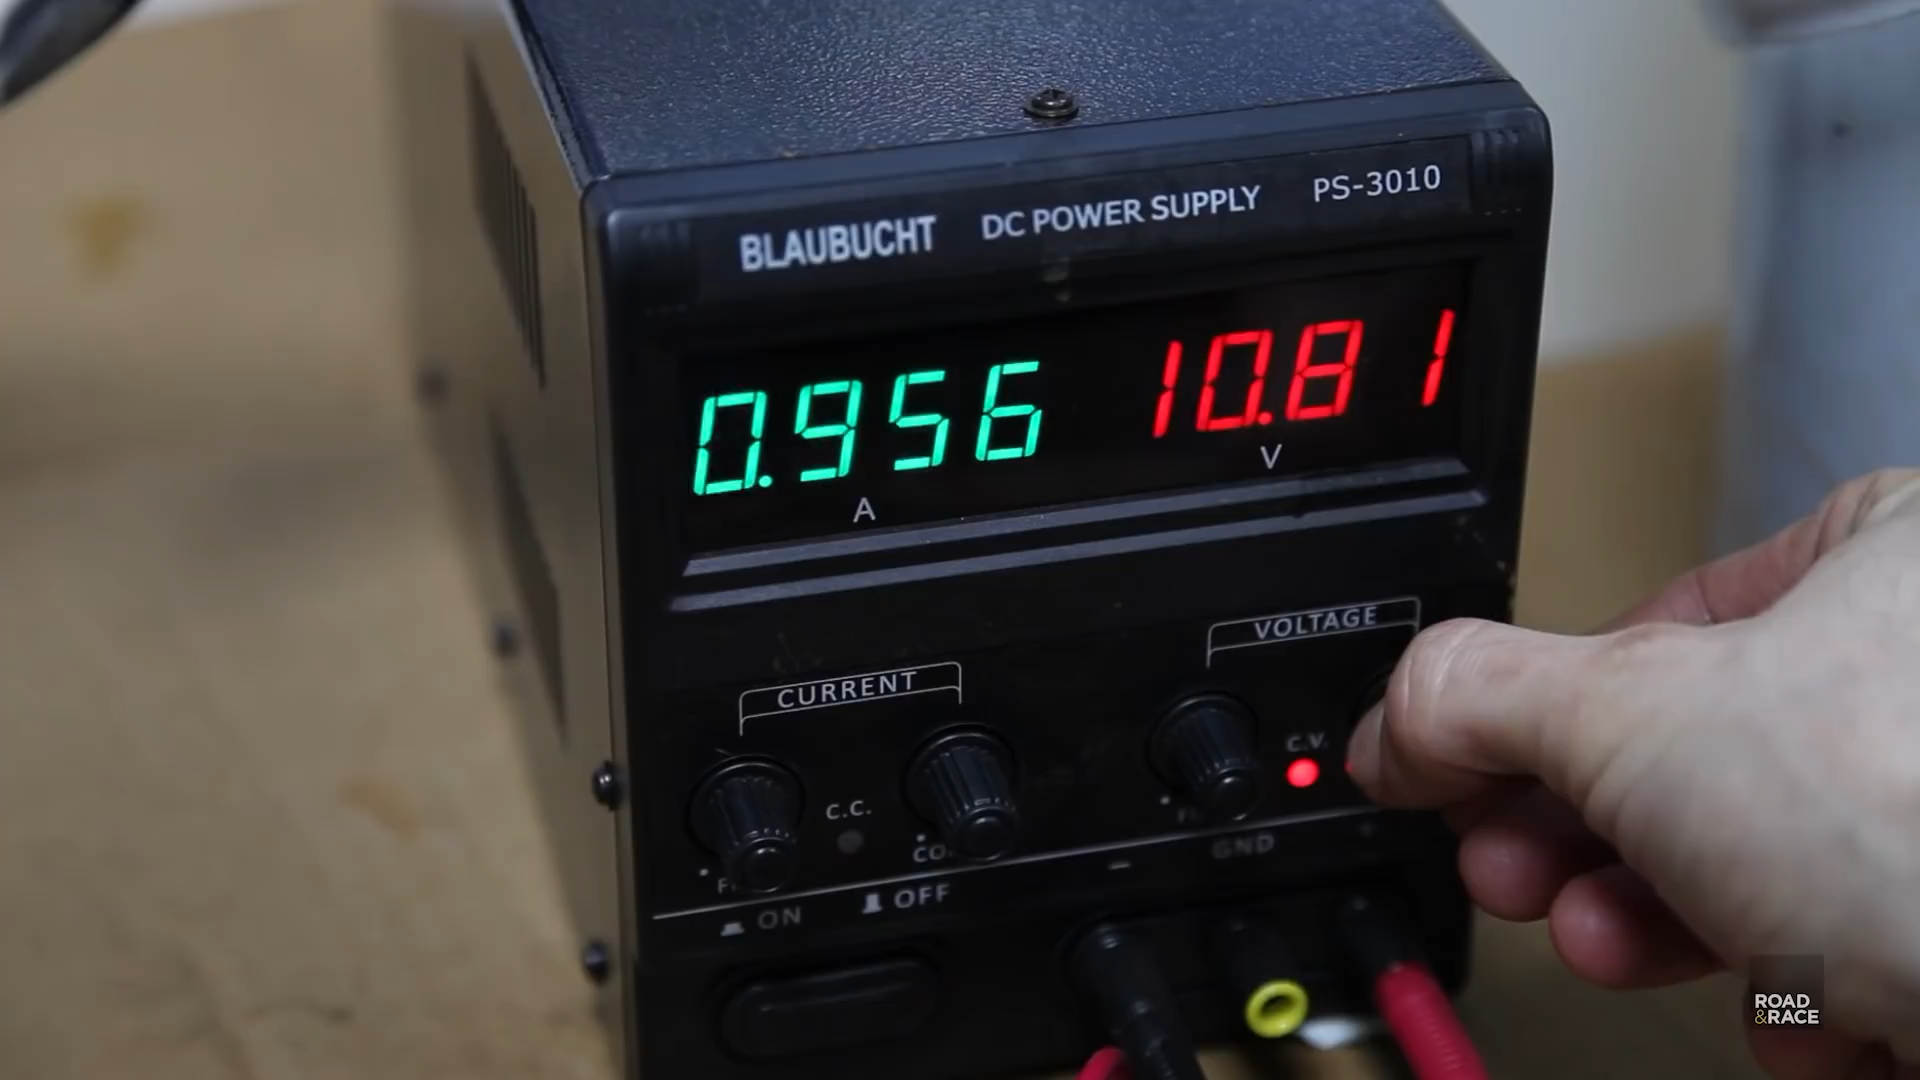 BLAUBUCHT DC POWER SUPPLY PS-3010
0.956 10.81
A V
CURRENT VOLTAGE
C.C. C.V.
ON OFF
- GND
ROAD
&RACE